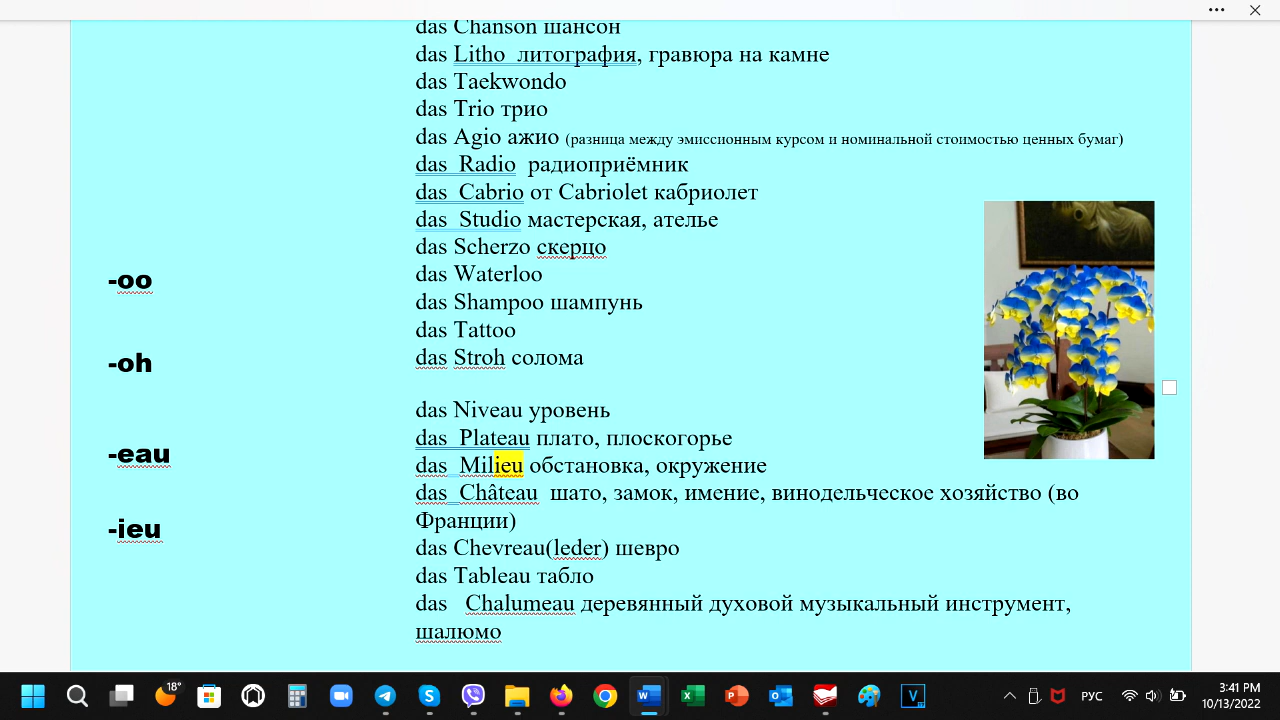 das Chanson шансон
das Litho литография, гравюра на камне
das Taekwondo
das Trio трио
das Agio ажио (разница между эмиссионным курсом и номинальной стоимостью ценных бумаг)
das Radio радиоприёмник
das Cabrio от Cabriolet кабриолет
das Studio мастерская, ателье
das Scherzo скерцо
das Waterloo
-oo
das Shampoo шампунь
das Tattoo
das Stroh солома
-oh
das Niveau уровень
das Plateau плато, плоскогорье
-eau
das Milieu обстановка, окружение
das Château шато, замок, имение, винодельческое хозяйство (во
Франции)
-ieu
das Chevreau(leder) шевро
das Tableau табло
das Chalumeau деревянный духовой музыкальный инструмент,
шалюмо
18°
W
X
P
V
РУС
3:41 PM
10/13/2022